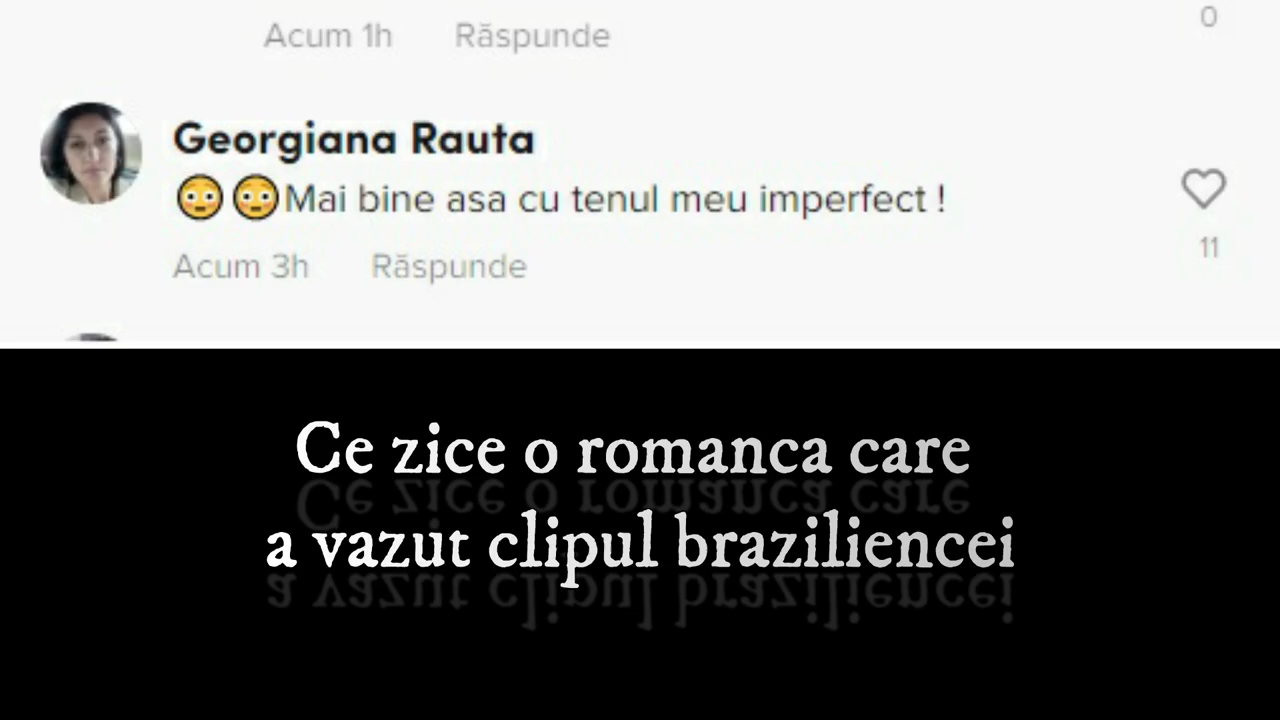 0
Acum 1h Răspunde
Georgiana Rauta
😳😳Mai bine asa cu tenul meu imperfect !
Acum 3h Răspunde
11
Ce zice o romanca care
a vazut clipul braziliencei